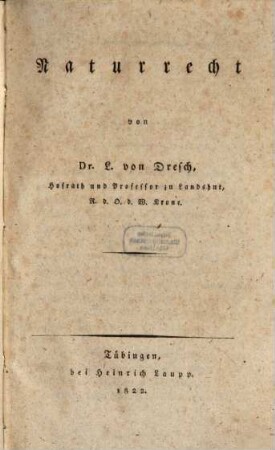 Naturrecht
von
Dr. L. von Dresch,
Hofrath und Professor zu Landshut,
R. d. O. d. W. Krone.
Tübingen,
bei Heinrich Laupp.
1822.